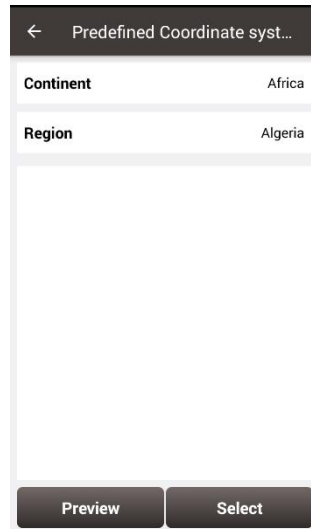 Predefined Coordinate syst...
Continent Africa
Region Algeria
Preview Select